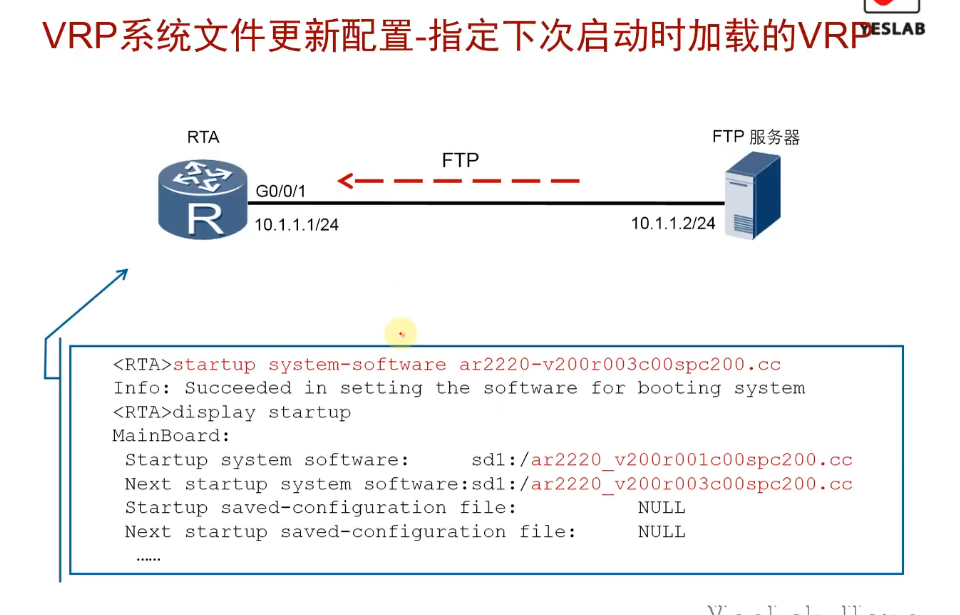 VRP系统文件更新配置-指定下次启动时加载的VRP
YESLAB
RTA
FTP 服务器
FTP
G0/0/1
R
10.1.1.1/24
10.1.1.2/24
<RTA>startup system-software ar2220-v200r003c00spc200.cc
Info: Succeeded in setting the software for booting system
<RTA>display startup
MainBoard:
Startup system software: sd1:/ar2220_v200r001c00spc200.cc
Next startup system software:sd1:/ar2220_v200r003c00spc200.cc
Startup saved-configuration file: NULL
Next startup saved-configuration file: NULL
……